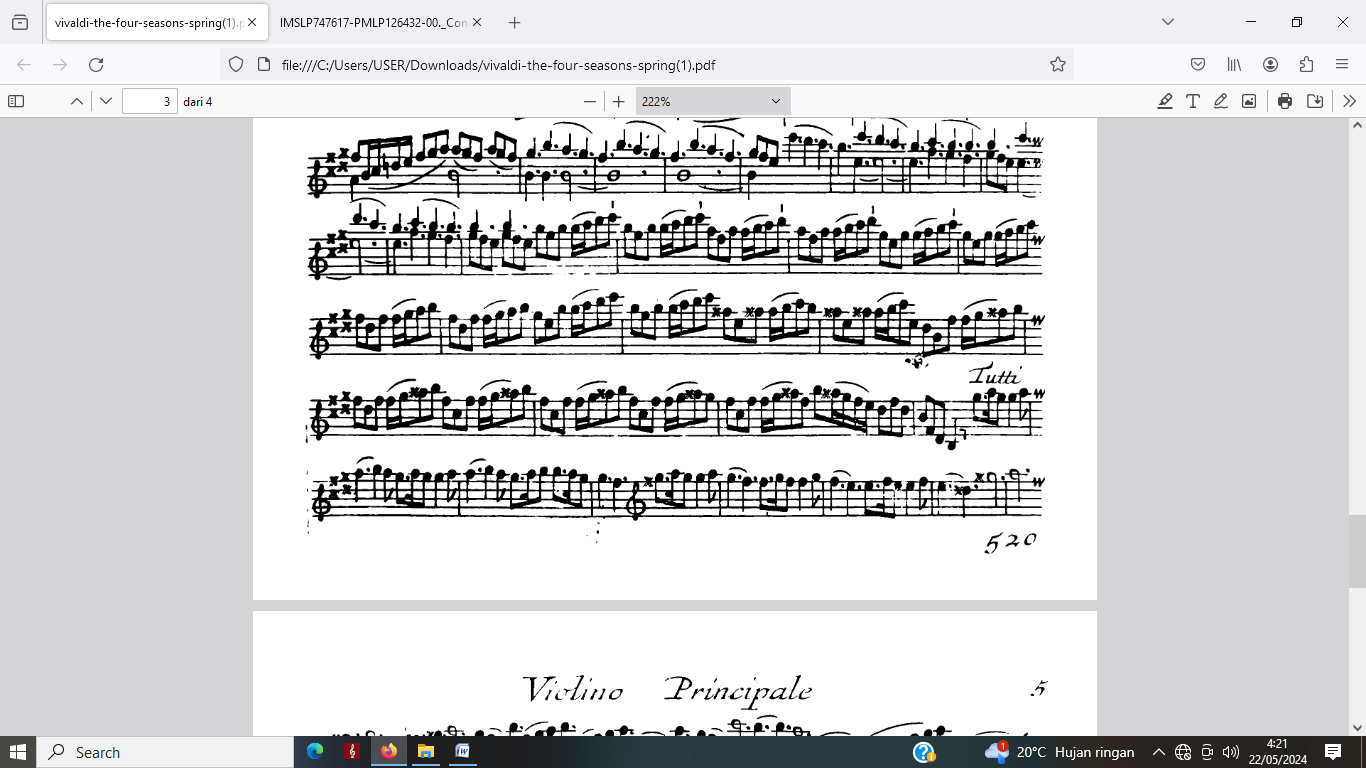 vivaldi-the-four-seasons-spring(1).p
IMSLP747617-PMLP126432-00._Con
file:///C:/Users/USER/Downloads/vivaldi-the-four-seasons-spring(1).pdf
3 dari 4
222%
Tutti
520
Violino Principale 5
Search
20°C Hujan ringan
4:21
22/05/2024